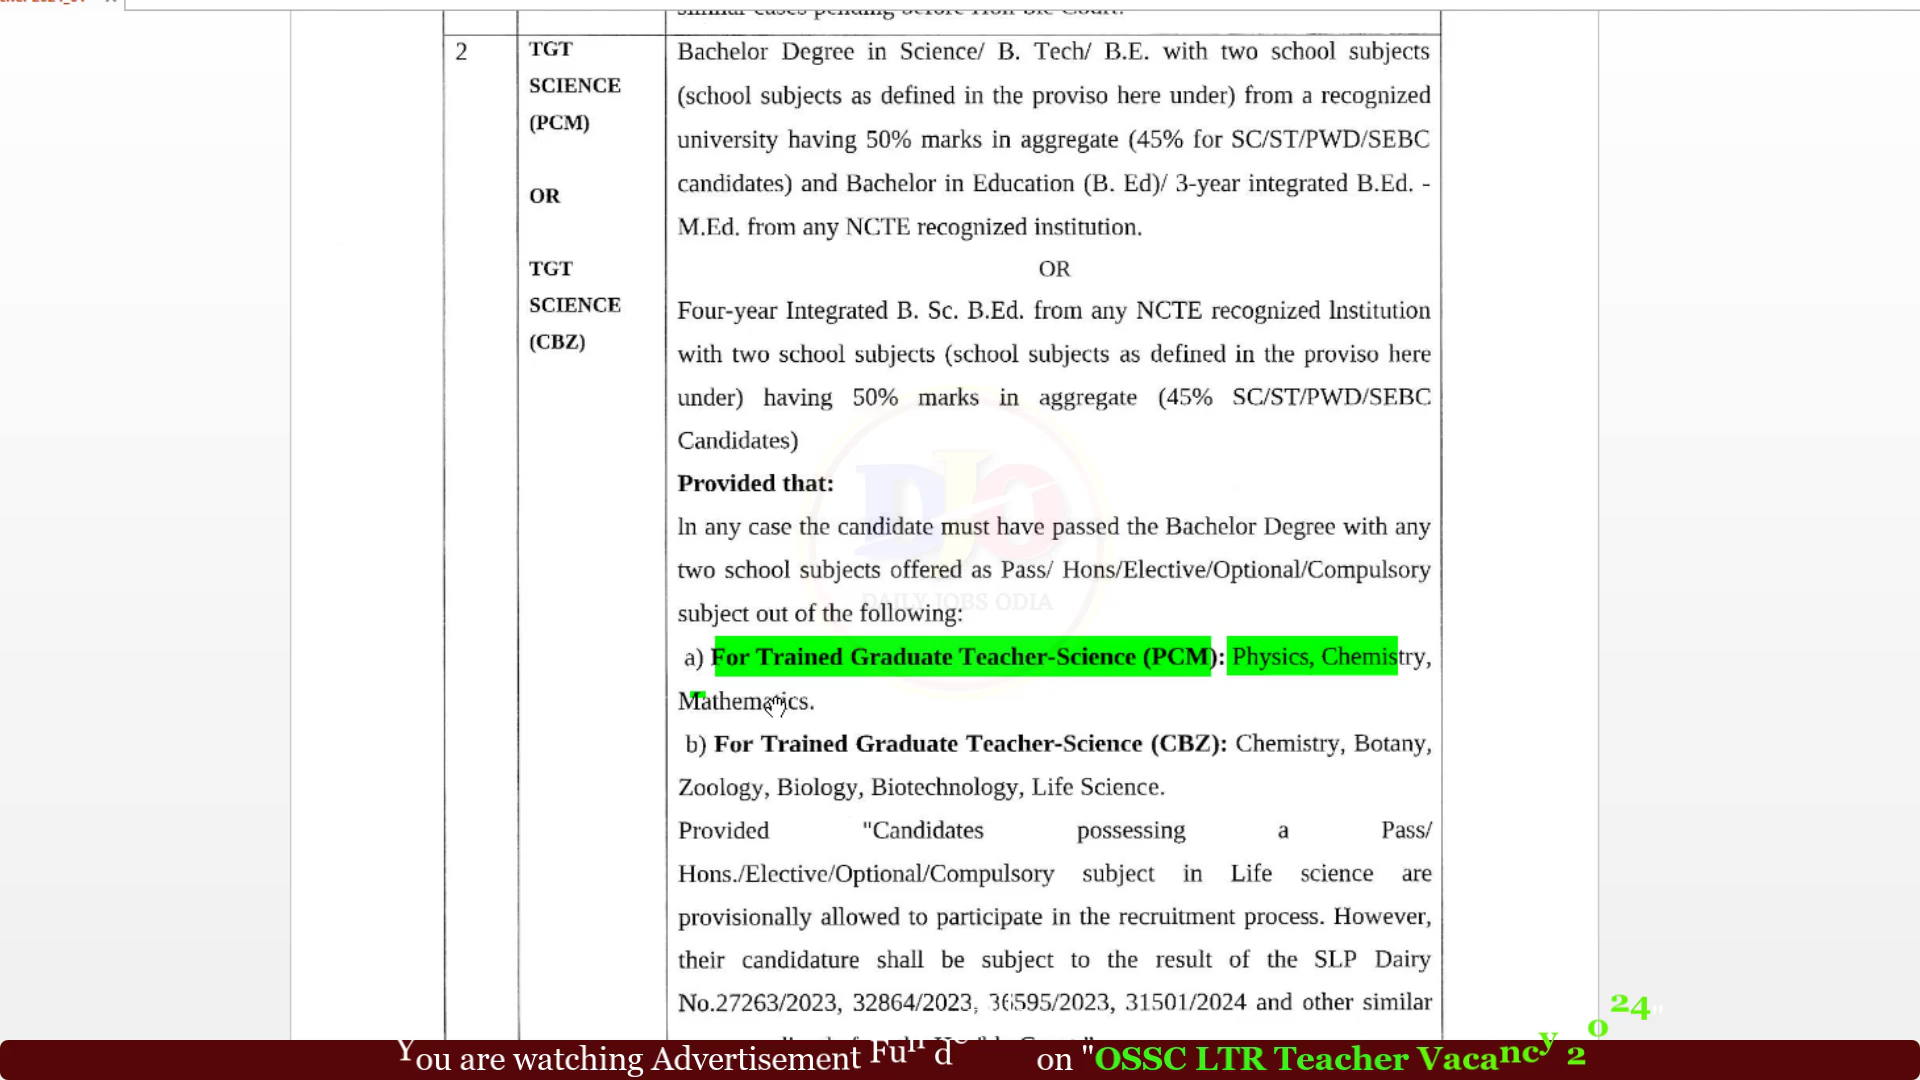 2
TGT
SCIENCE
(PCM)
OR
TGT
SCIENCE
(CBZ)
Bachelor Degree in Science/ B. Tech/ B.E. with two school subjects
(school subjects as defined in the proviso here under) from a recognized
university having 50% marks in aggregate (45% for SC/ST/PWD/SEBC
candidates) and Bachelor in Education (B. Ed)/ 3-year integrated B.Ed. -
M.Ed. from any NCTE recognized institution.
OR
Four-year Integrated B. Sc. B.Ed. from any NCTE recognized Institution
with two school subjects (school subjects as defined in the proviso here
under) having 50% marks in aggregate (45% SC/ST/PWD/SEBC
Candidates)
Provided that:
In any case the candidate must have passed the Bachelor Degree with any
two school subjects offered as Pass/ Hons/Elective/Optional/Compulsory
subject out of the following:
a) For Trained Graduate Teacher-Science (PCM): Physics, Chemistry,
Mathematics.
b) For Trained Graduate Teacher-Science (CBZ): Chemistry, Botany,
Zoology, Biology, Biotechnology, Life Science.
Provided "Candidates possessing a Pass/
Hons./Elective/Optional/Compulsory subject in Life science are
provisionally allowed to participate in the recruitment process. However,
their candidature shall be subject to the result of the SLP Dairy
No.27263/2023, 32864/2023, 36595/2023, 31501/2024 and other similar
DJO
DAILY JOBS ODIA
You are watching Advertisement on "OSSC LTR Teacher Vacancy 2024"